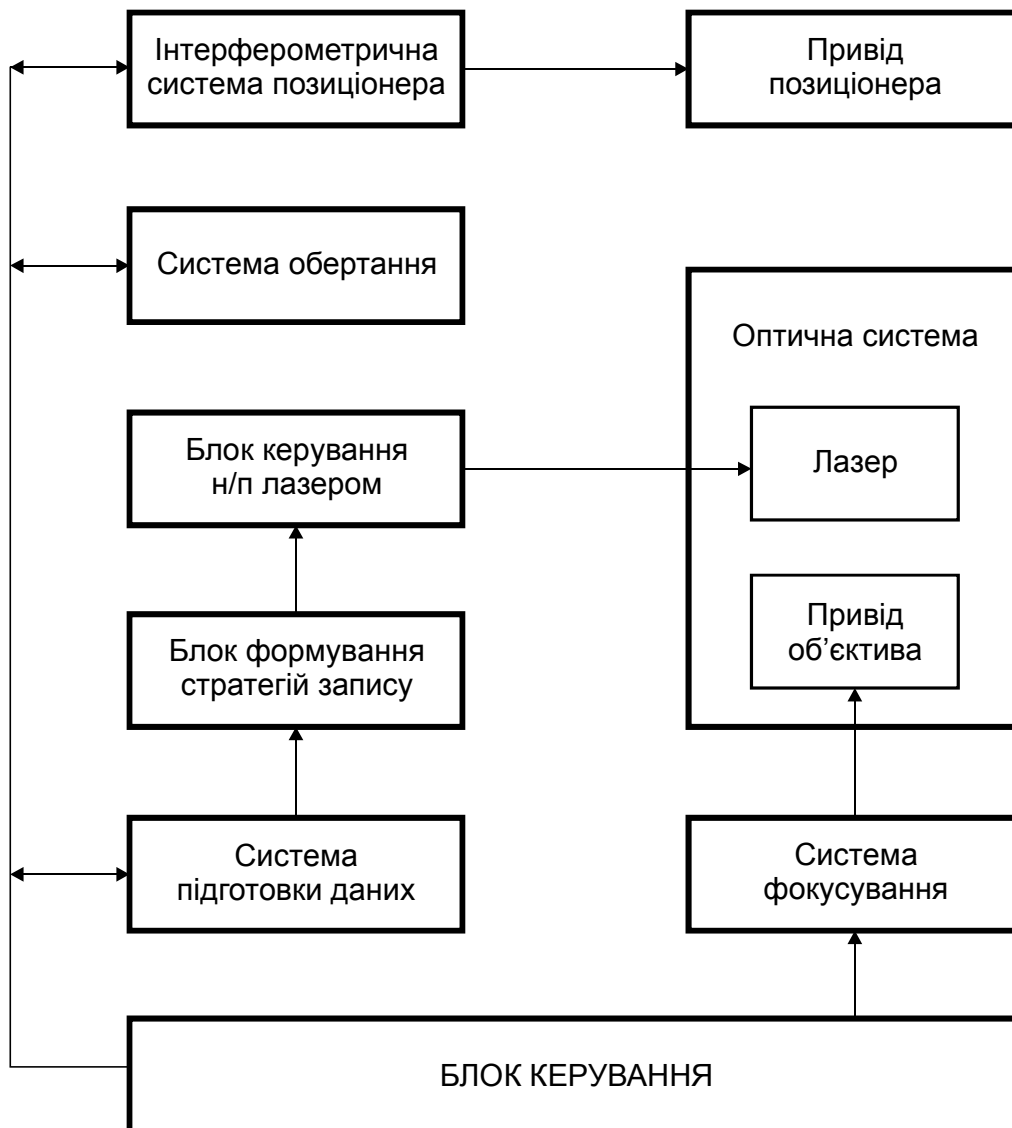 Інтерферометрична
система позиціонера
Привід
позиціонера
Система обертання
Оптична система
Блок керування
н/п лазером
Лазер
Привід
об’єктива
Блок формування
стратегій запису
Система
підготовки даних
Система
фокусування
БЛОК КЕРУВАННЯ